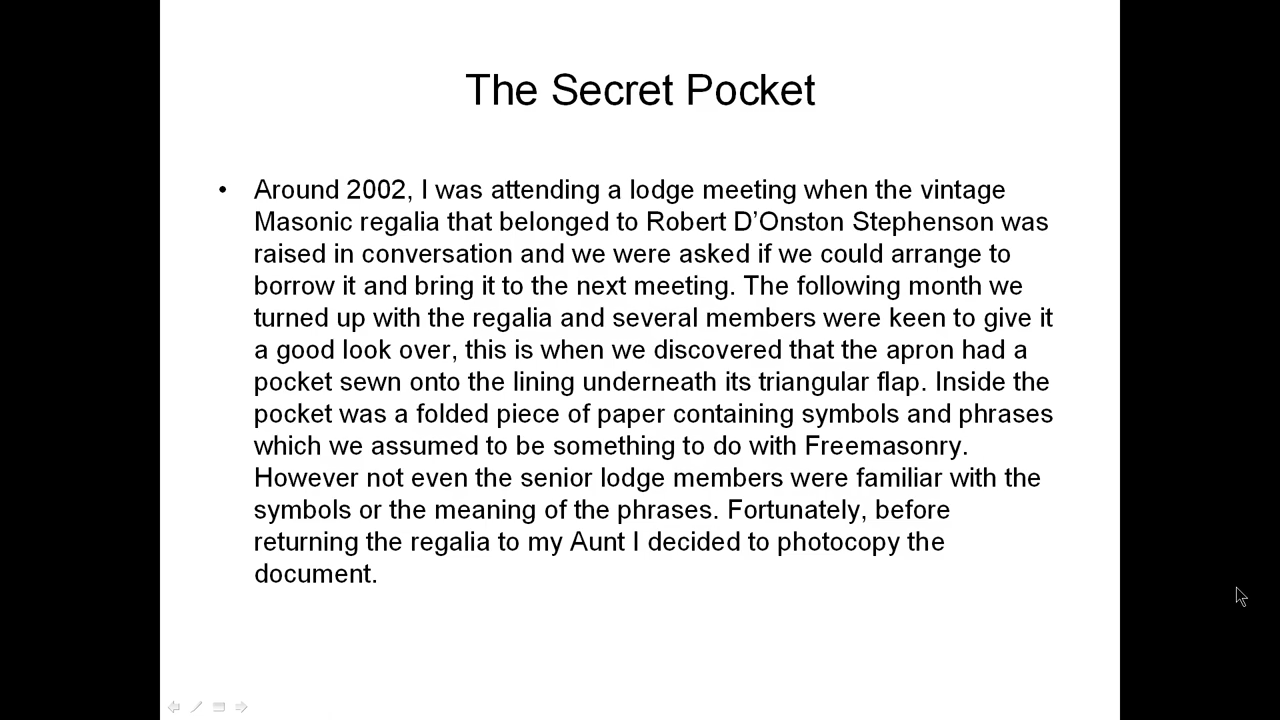 The Secret Pocket
• Around 2002, I was attending a lodge meeting when the vintage
Masonic regalia that belonged to Robert D’Onston Stephenson was
raised in conversation and we were asked if we could arrange to
borrow it and bring it to the next meeting. The following month we
turned up with the regalia and several members were keen to give it
a good look over, this is when we discovered that the apron had a
pocket sewn onto the lining underneath its triangular flap. Inside the
pocket was a folded piece of paper containing symbols and phrases
which we assumed to be something to do with Freemasonry.
However not even the senior lodge members were familiar with the
symbols or the meaning of the phrases. Fortunately, before
returning the regalia to my Aunt I decided to photocopy the
document.